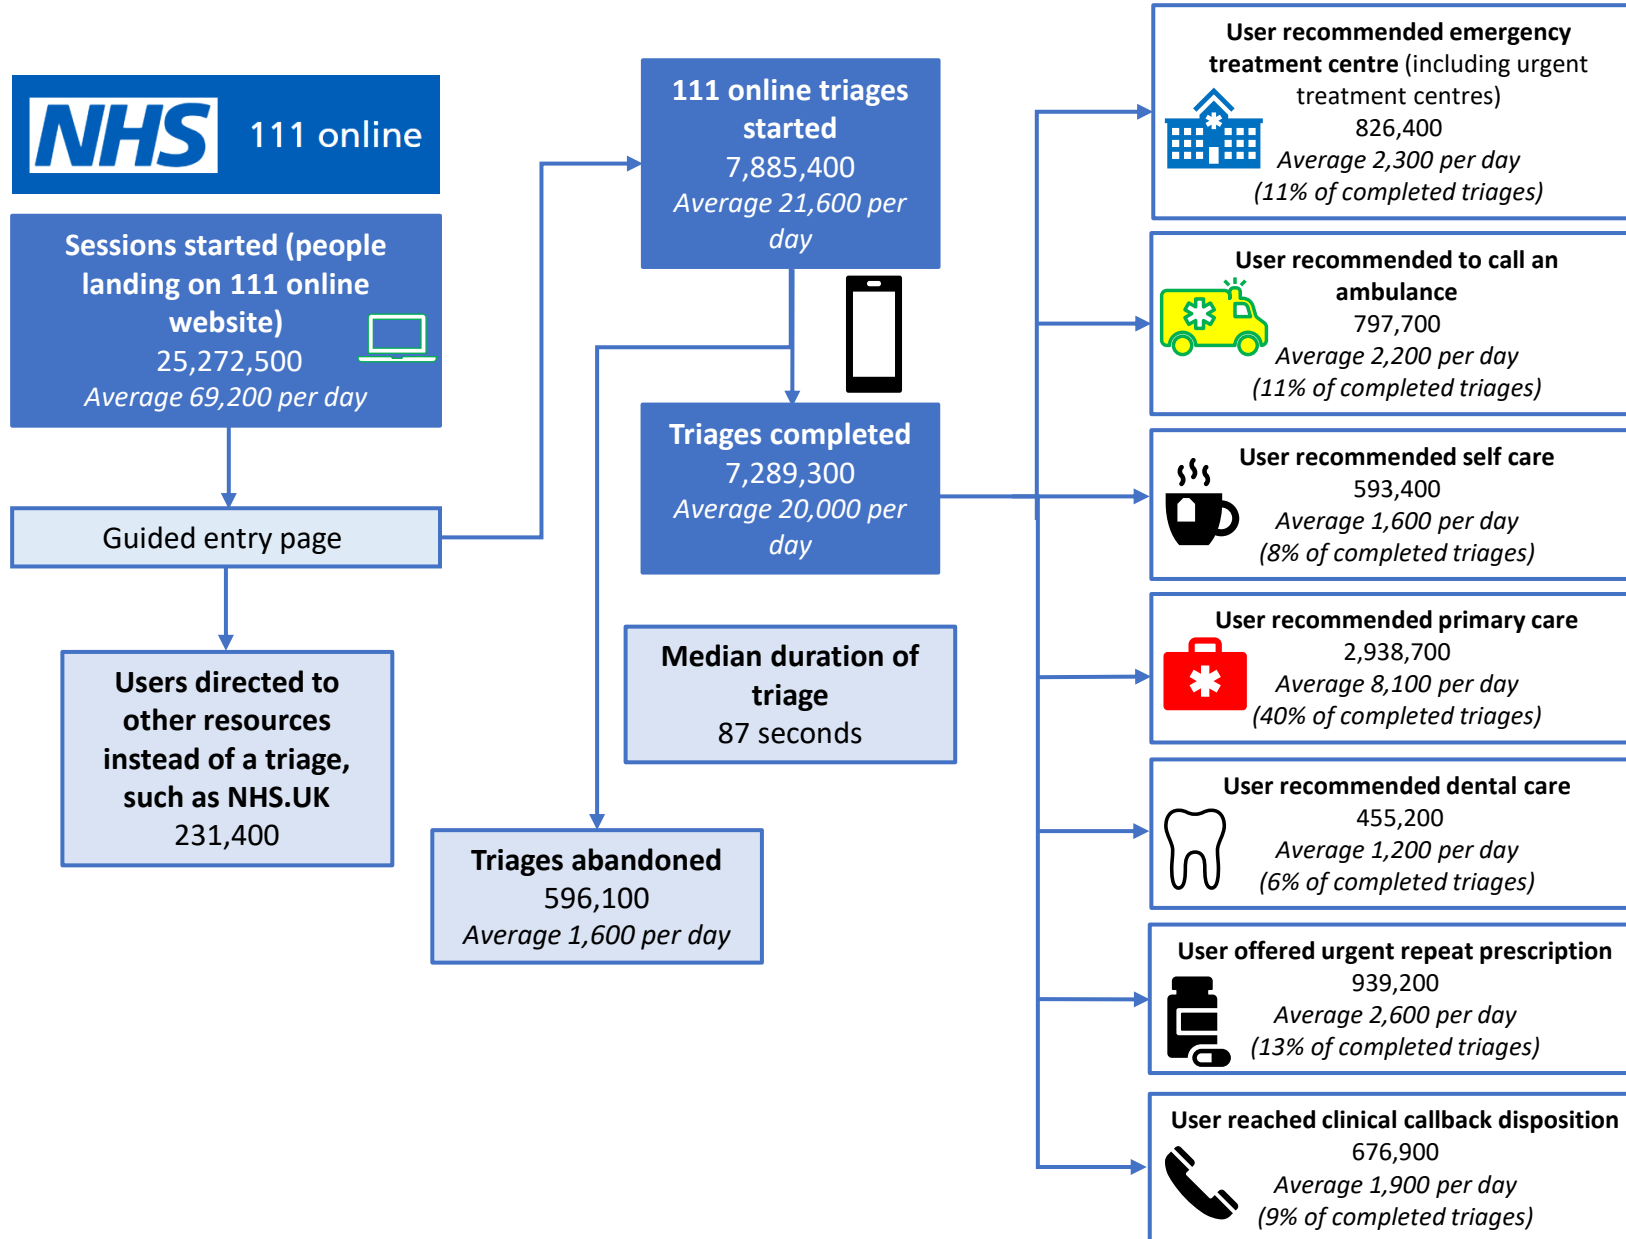 NHS 111 online
Sessions started (people
landing on 111 online
website)
25,272,500
Average 69,200 per day
Guided entry page
Users directed to
other resources
instead of a triage,
such as NHS.UK
231,400
111 online triages
started
7,885,400
Average 21,600 per
day
Triages completed
7,289,300
Average 20,000 per
day
Median duration of
triage
87 seconds
Triages abandoned
596,100
Average 1,600 per day
User recommended emergency
treatment centre (including urgent
treatment centres)
826,400
Average 2,300 per day
(11% of completed triages)
User recommended to call an
ambulance
797,700
Average 2,200 per day
(11% of completed triages)
User recommended self care
593,400
Average 1,600 per day
(8% of completed triages)
User recommended primary care
2,938,700
Average 8,100 per day
(40% of completed triages)
User recommended dental care
455,200
Average 1,200 per day
(6% of completed triages)
User offered urgent repeat prescription
939,200
Average 2,600 per day
(13% of completed triages)
User reached clinical callback disposition
676,900
Average 1,900 per day
(9% of completed triages)